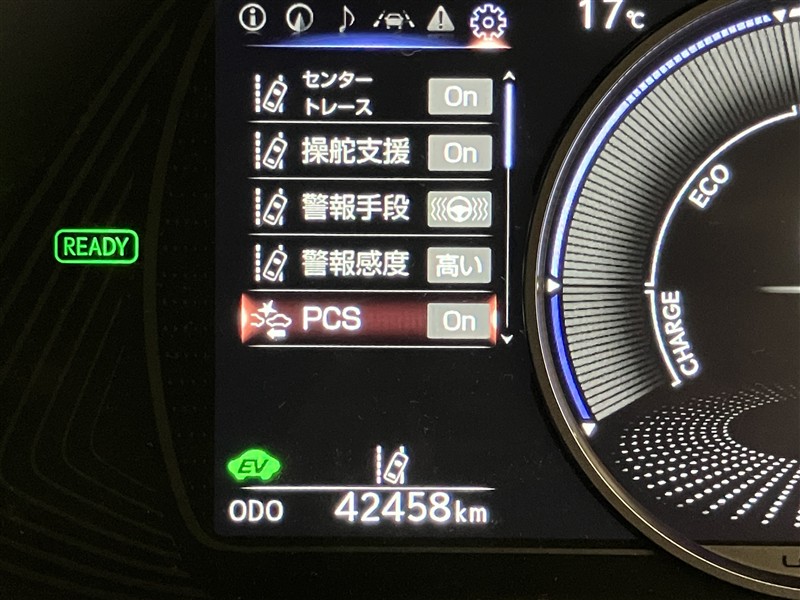 17℃
センター
トレース
On
操舵支援 On
警報手段
警報感度 高い
PCS On
READY
ECO
CHARGE
EV
ODO 42458km